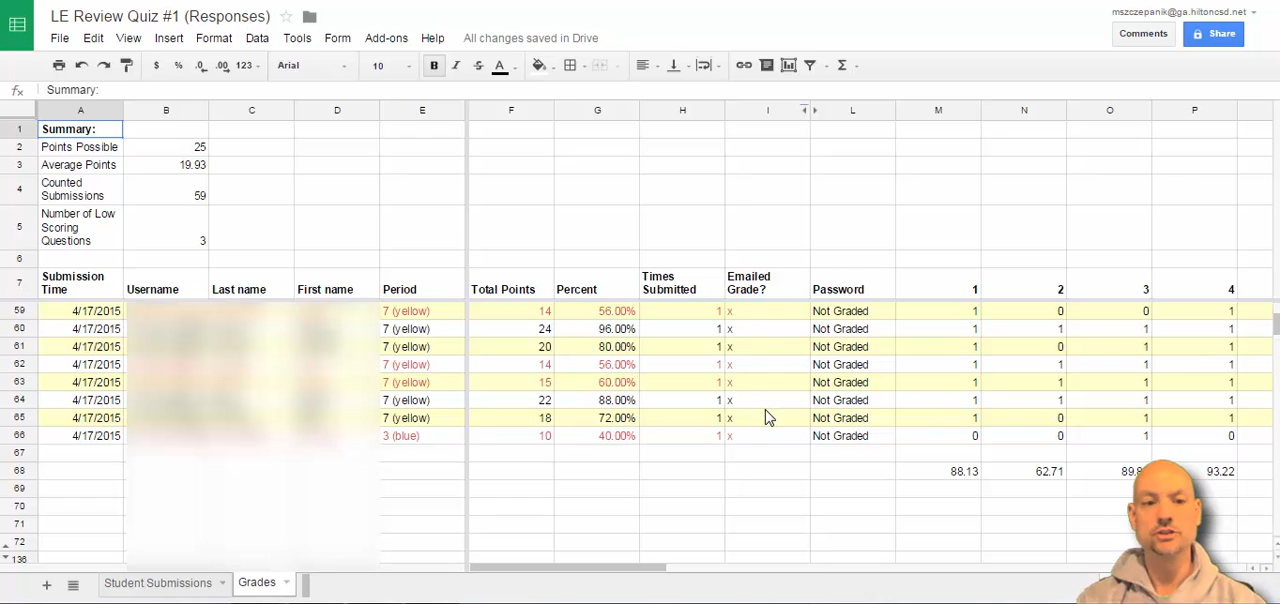 LE Review Quiz #1 (Responses)
mszczepanik@ga.hiltoncsd.net
File Edit View Insert Format Data Tools Form Add-ons Help All changes saved in Drive
Comments Share
$ % .0 .00 123 Arial 10 B I S A Σ
fx Summary:
A B C D E F G H I L M N O P
1 Summary:
2 Points Possible 25
3 Average Points 19.93
4 Counted Submissions 59
5 Number of Low Scoring Questions 3
6
7 Submission Time Username Last name First name Period Total Points Percent Times Submitted Emailed Grade? Password 1 2 3 4
59 4/17/2015 7 (yellow) 14 56.00% 1 x Not Graded 1 0 0 1
60 4/17/2015 7 (yellow) 24 96.00% 1 x Not Graded 1 1 1 1
61 4/17/2015 7 (yellow) 20 80.00% 1 x Not Graded 1 0 1 1
62 4/17/2015 7 (yellow) 14 56.00% 1 x Not Graded 1 1 1 1
63 4/17/2015 7 (yellow) 15 60.00% 1 x Not Graded 1 0 1 1
64 4/17/2015 7 (yellow) 22 88.00% 1 x Not Graded 1 1 1 1
65 4/17/2015 7 (yellow) 18 72.00% 1 x Not Graded 1 0 1 1
66 4/17/2015 3 (blue) 10 40.00% 1 x Not Graded 0 0 1 0
67
68 88.13 62.71 93.22
69
70
71
72
136
Student Submissions Grades